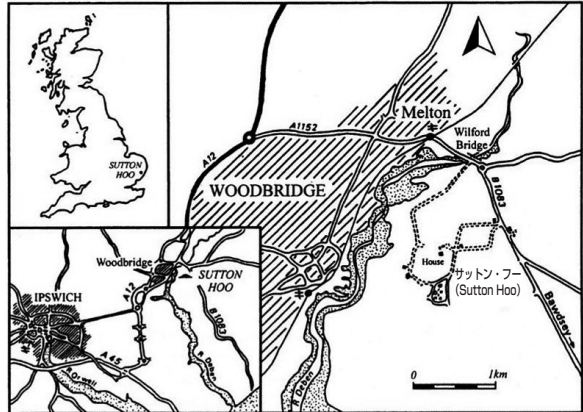 SUTTON
HOO
Melton
Wilford
Bridge
A1152
A12
WOODBRIDGE
B1083
House
サットン・フー
(Sutton Hoo)
Bawdsey
R. Deben
0 1km
Woodbridge
SUTTON
HOO
IPSWICH
A12
B1083
A45
R. Orwell
R. Deben